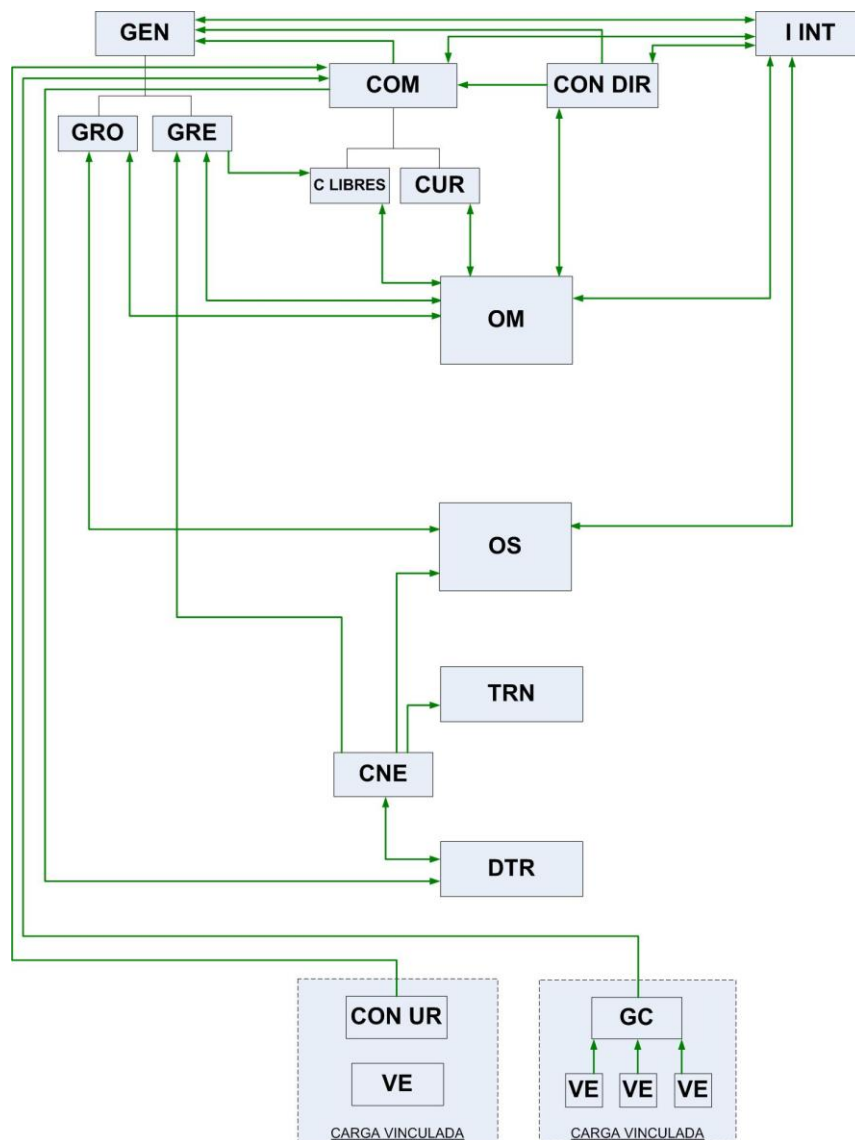 GEN
I INT
COM
CON DIR
GRO
GRE
C LIBRES
CUR
OM
OS
TRN
CNE
DTR
CON UR
GC
VE
VE
VE
VE
CARGA VINCULADA
CARGA VINCULADA